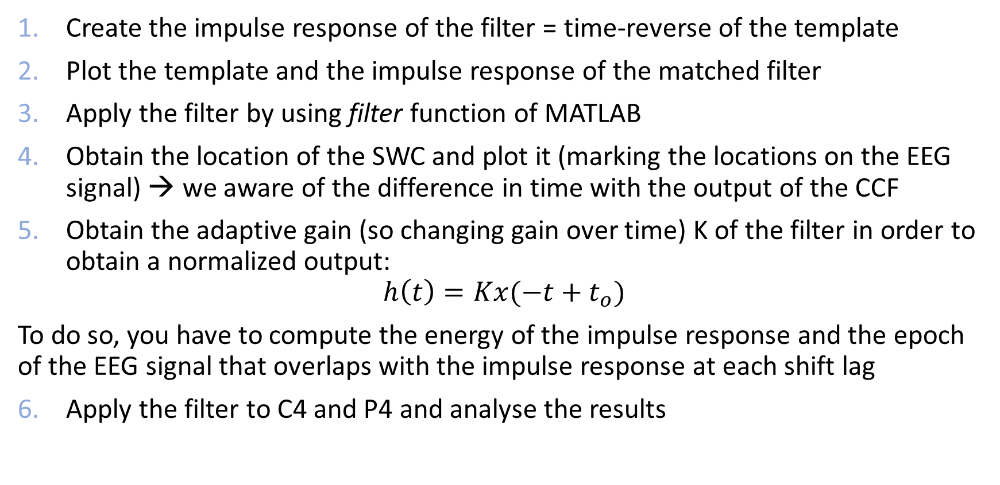 1. Create the impulse response of the filter = time-reverse of the template
2. Plot the template and the impulse response of the matched filter
3. Apply the filter by using filter function of MATLAB
4. Obtain the location of the SWC and plot it (marking the locations on the EEG
signal) → we aware of the difference in time with the output of the CCF
5. Obtain the adaptive gain (so changing gain over time) K of the filter in order to
obtain a normalized output:
h(t) = Kx(−t + tₒ)
To do so, you have to compute the energy of the impulse response and the epoch
of the EEG signal that overlaps with the impulse response at each shift lag
6. Apply the filter to C4 and P4 and analyse the results